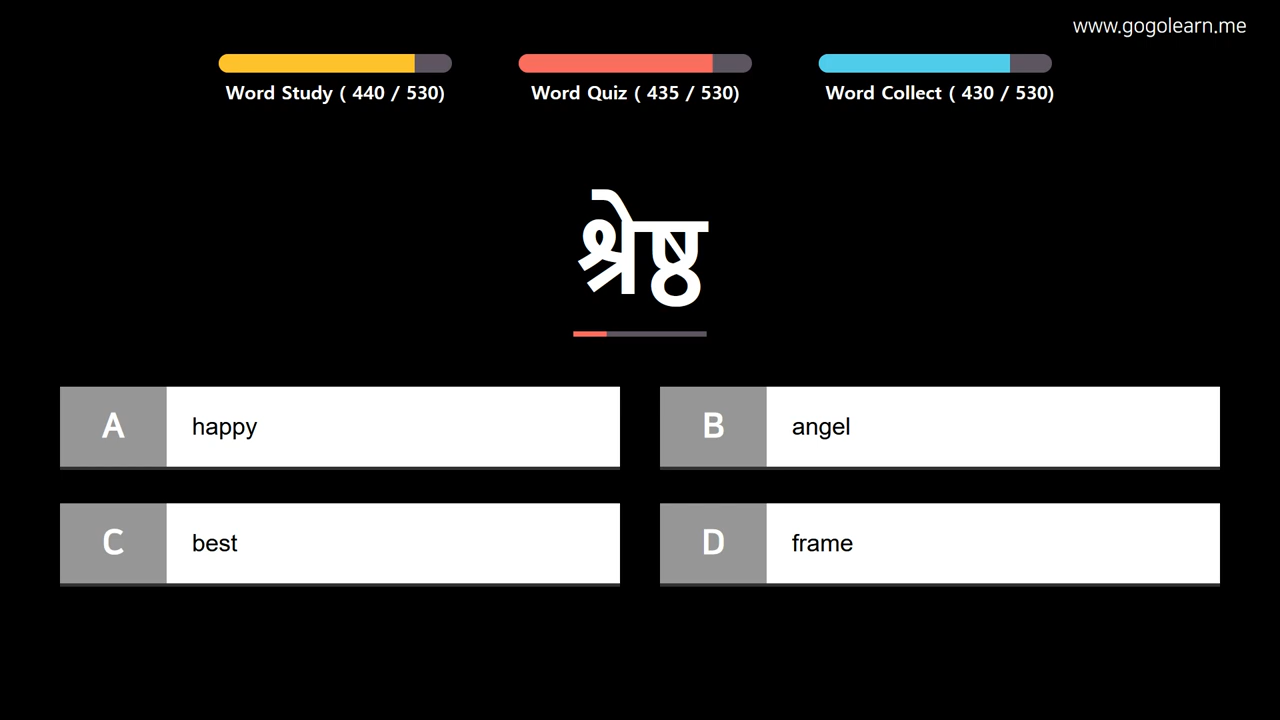 www.gogolearn.me
Word Study ( 440 / 530)
Word Quiz ( 435 / 530)
Word Collect ( 430 / 530)
श्रेष्ठ
A happy
B angel
C best
D frame